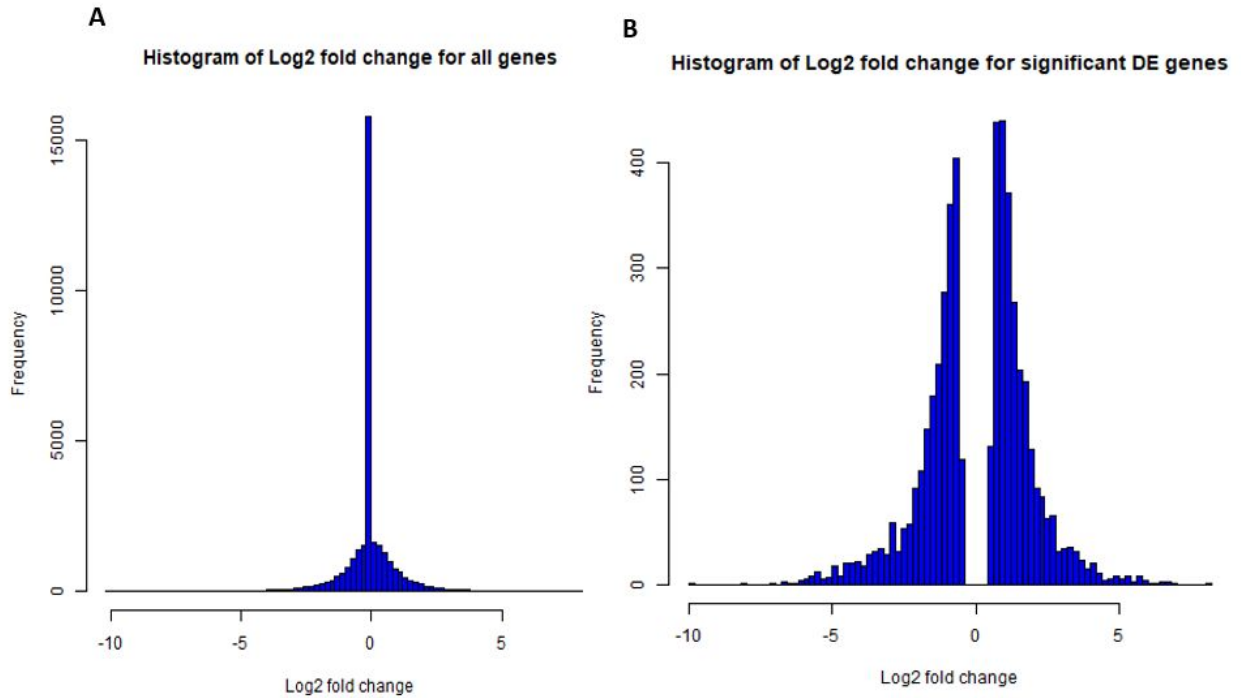 A
Histogram of Log2 fold change for all genes
Frequency
15000
10000
5000
0
-10
-5
0
5
Log2 fold change
B
Histogram of Log2 fold change for significant DE genes
Frequency
400
300
200
100
0
-10
-5
0
5
Log2 fold change